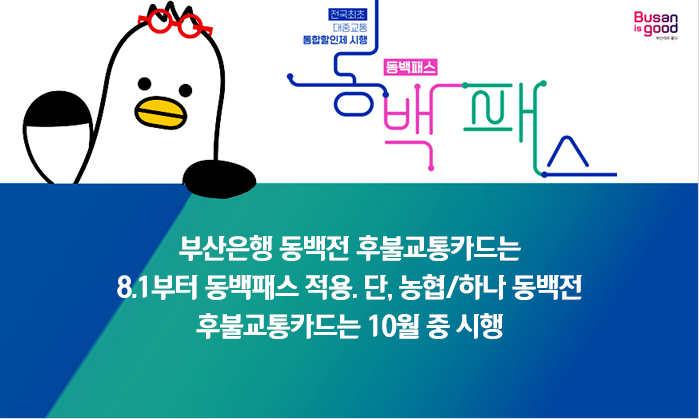 전국최초
대중교통
통합할인제 시행
Busan
is good
부산이라 좋다
동백패스
동백패스
부산은행 동백전 후불교통카드는
8.1부터 동백패스 적용. 단, 농협/하나 동백전
후불교통카드는 10월 중 시행